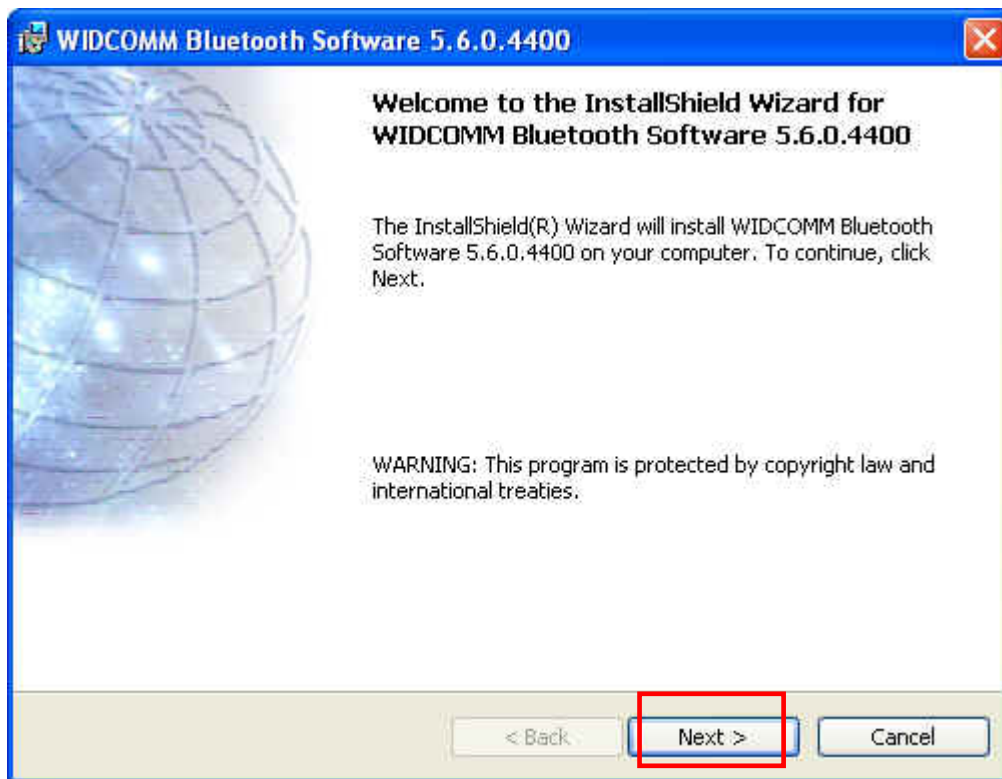 WIDCOMM Bluetooth Software 5.6.0.4400
Welcome to the InstallShield Wizard for
WIDCOMM Bluetooth Software 5.6.0.4400
The InstallShield(R) Wizard will install WIDCOMM Bluetooth
Software 5.6.0.4400 on your computer. To continue, click
Next.
WARNING: This program is protected by copyright law and
international treaties.
< Back
Next >
Cancel